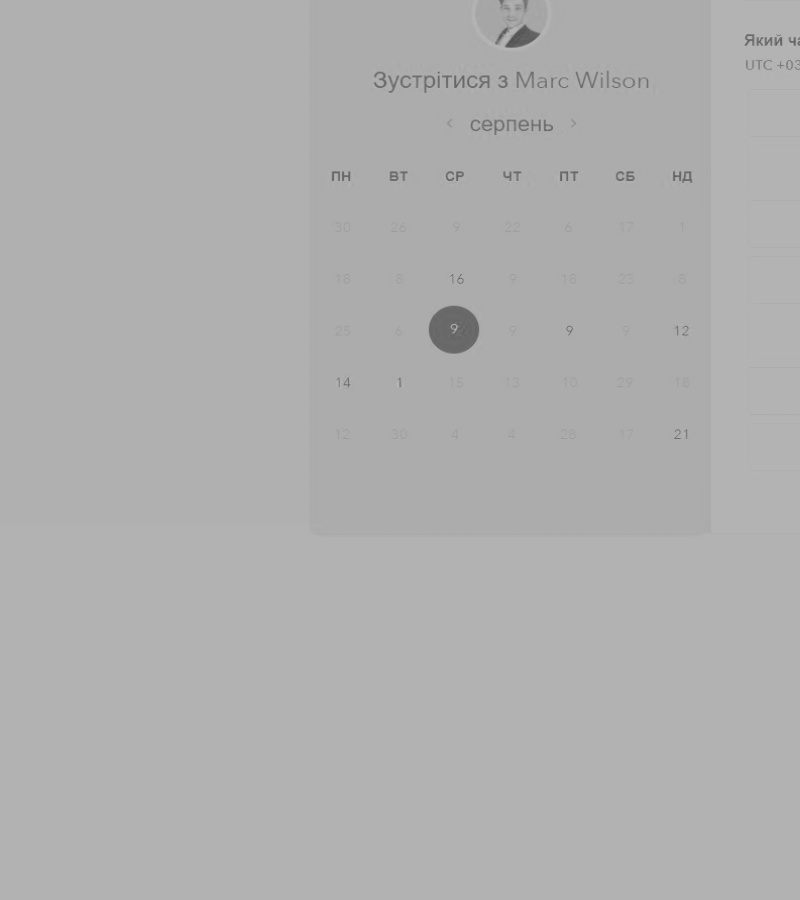 Який
UTC +03
Зустрітися з Marc Wilson
< серпень >
ПН ВТ СР ЧТ ПТ СБ НД
30 26 9 22 6 17 1
18 8 16 9 18 23 8
25 6 9 9 9 9 12
14 1 15 13 10 29 18
12 30 4 4 28 17 21